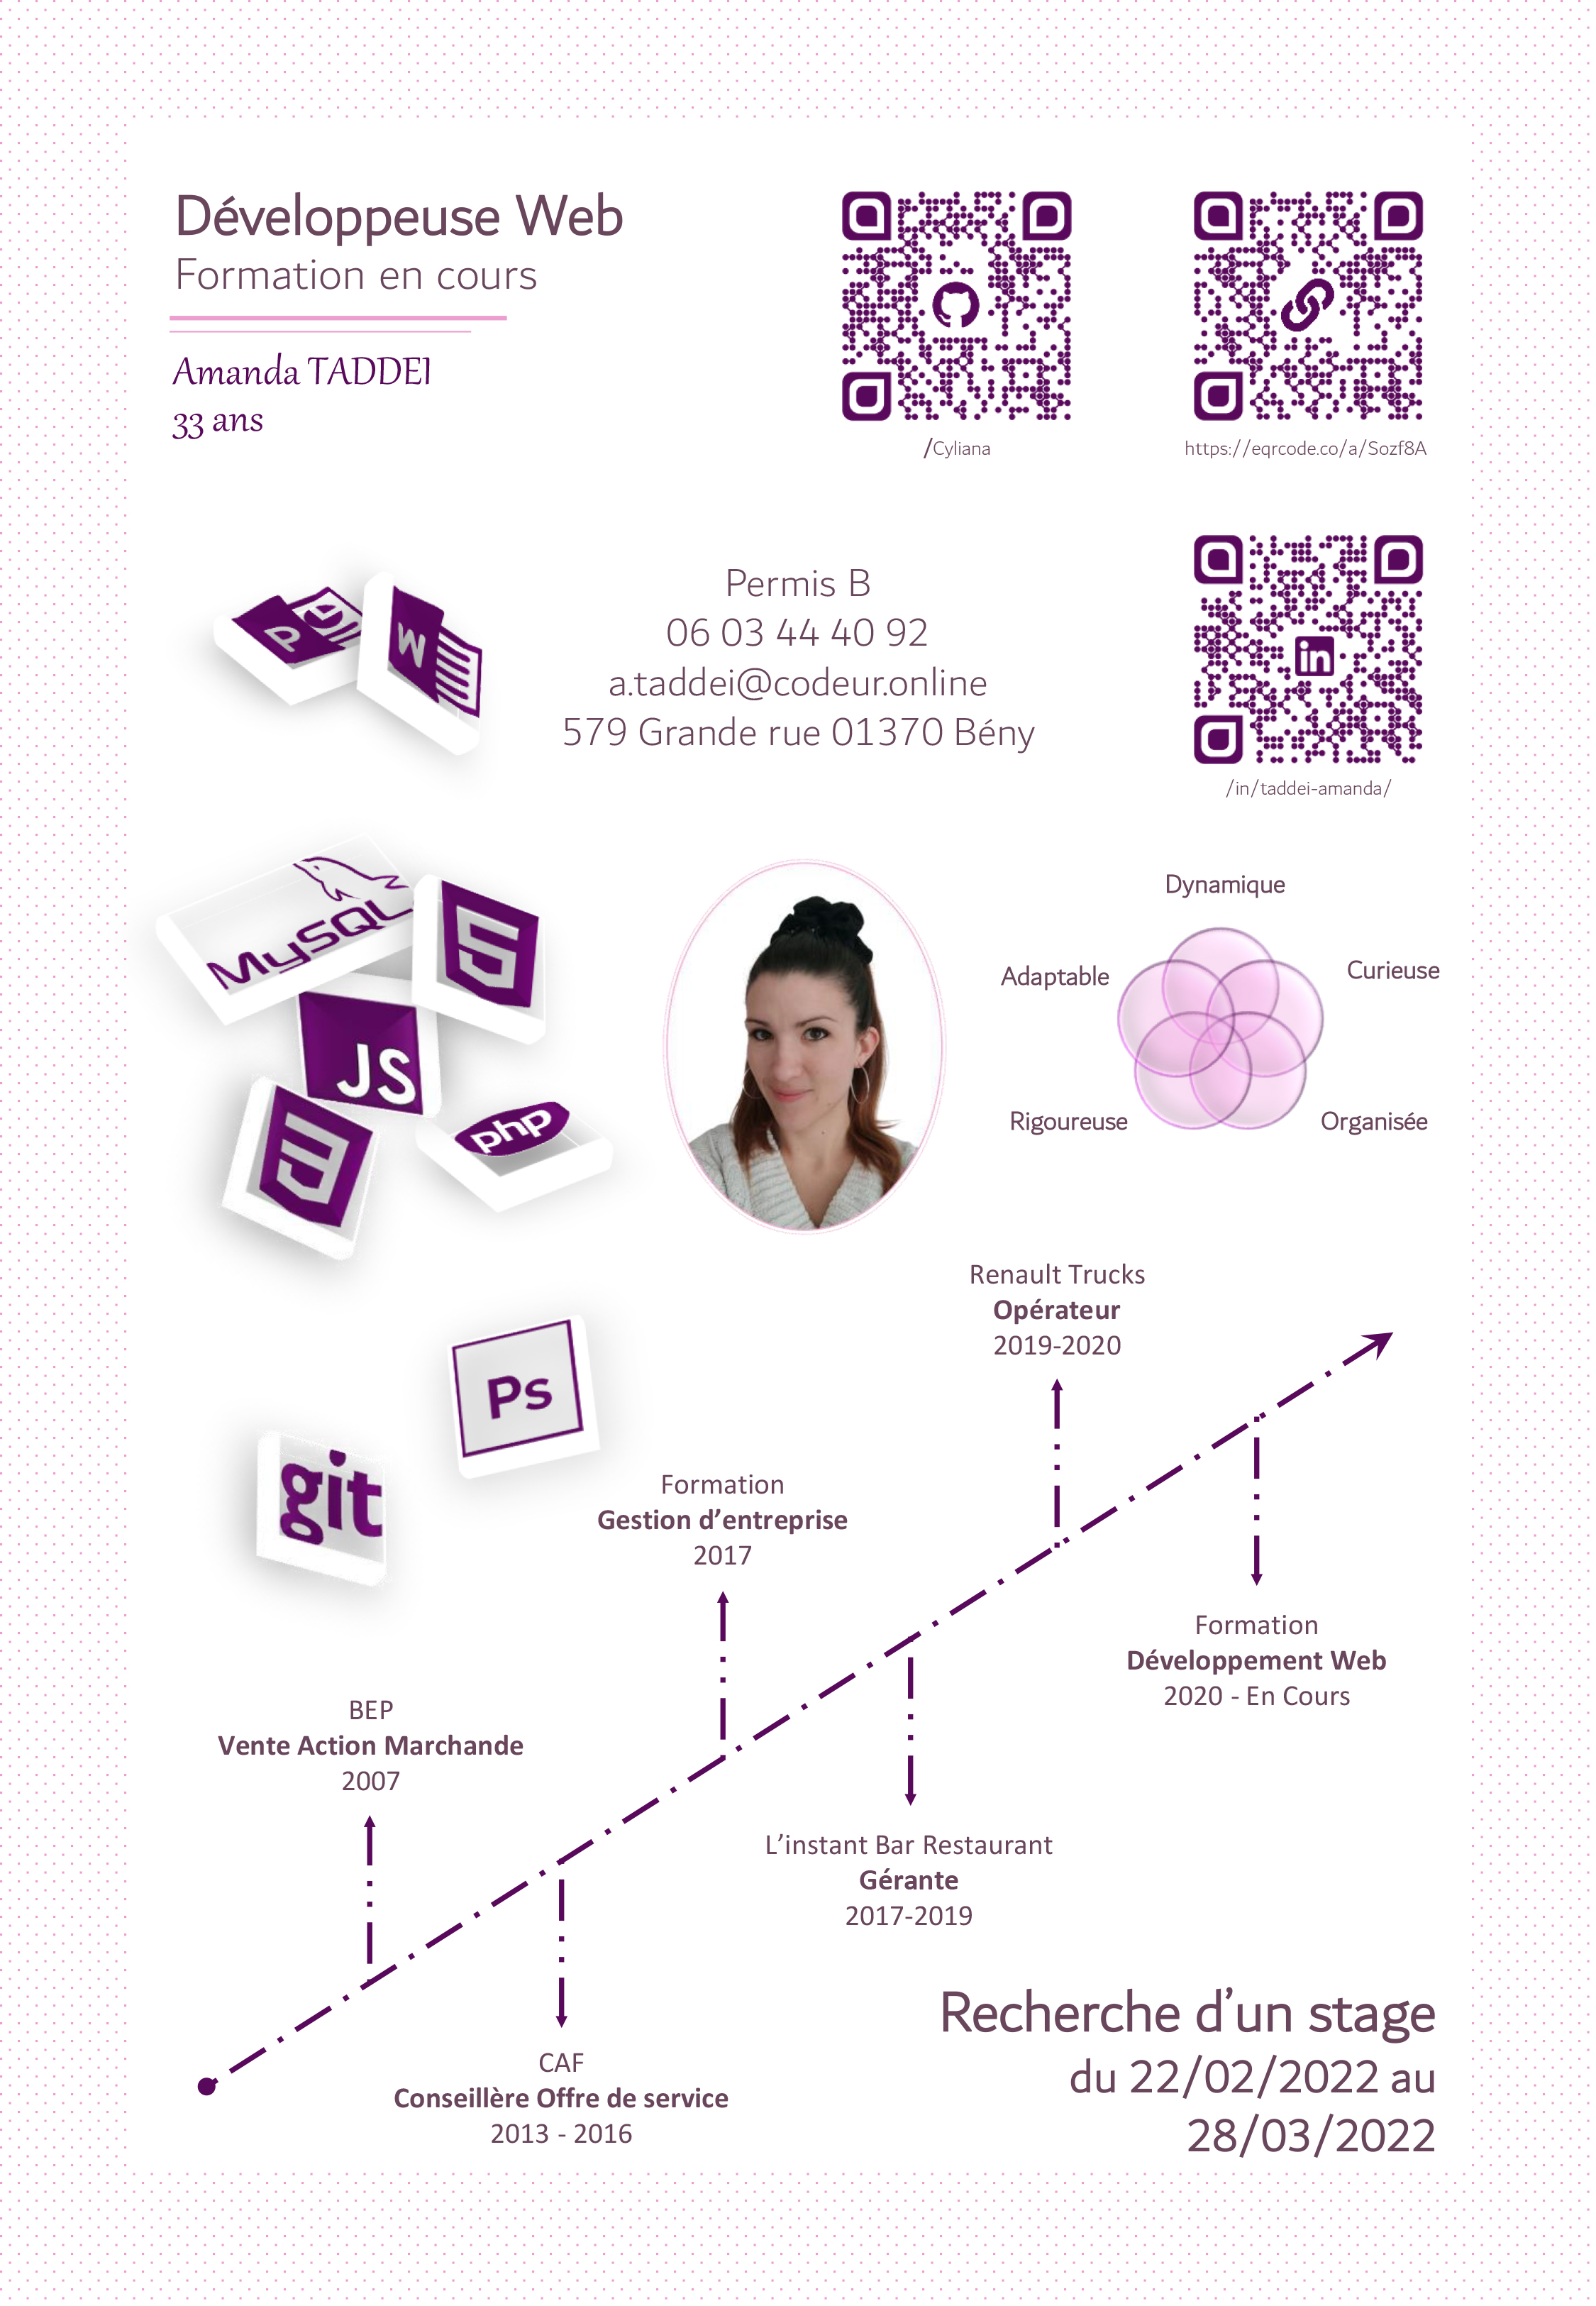 Développeuse Web
Formation en cours
Amanda TADDEI
33 ans
/Cyliana
https://eqrcode.co/a/Sozf8A
P
W
Permis B
06 03 44 40 92
a.taddei@codeur.online
579 Grande rue 01370 Bény
in
/in/taddei-amanda/
MySQL
5
JS
3
php
Dynamique
Adaptable
Curieuse
Rigoureuse
Organisée
Ps
git
Renault Trucks
Opérateur
2019-2020
Formation
Gestion d’entreprise
2017
Formation
Développement Web
2020 - En Cours
BEP
Vente Action Marchande
2007
L’instant Bar Restaurant
Gérante
2017-2019
CAF
Conseillère Offre de service
2013 - 2016
Recherche d’un stage
du 22/02/2022 au
28/03/2022